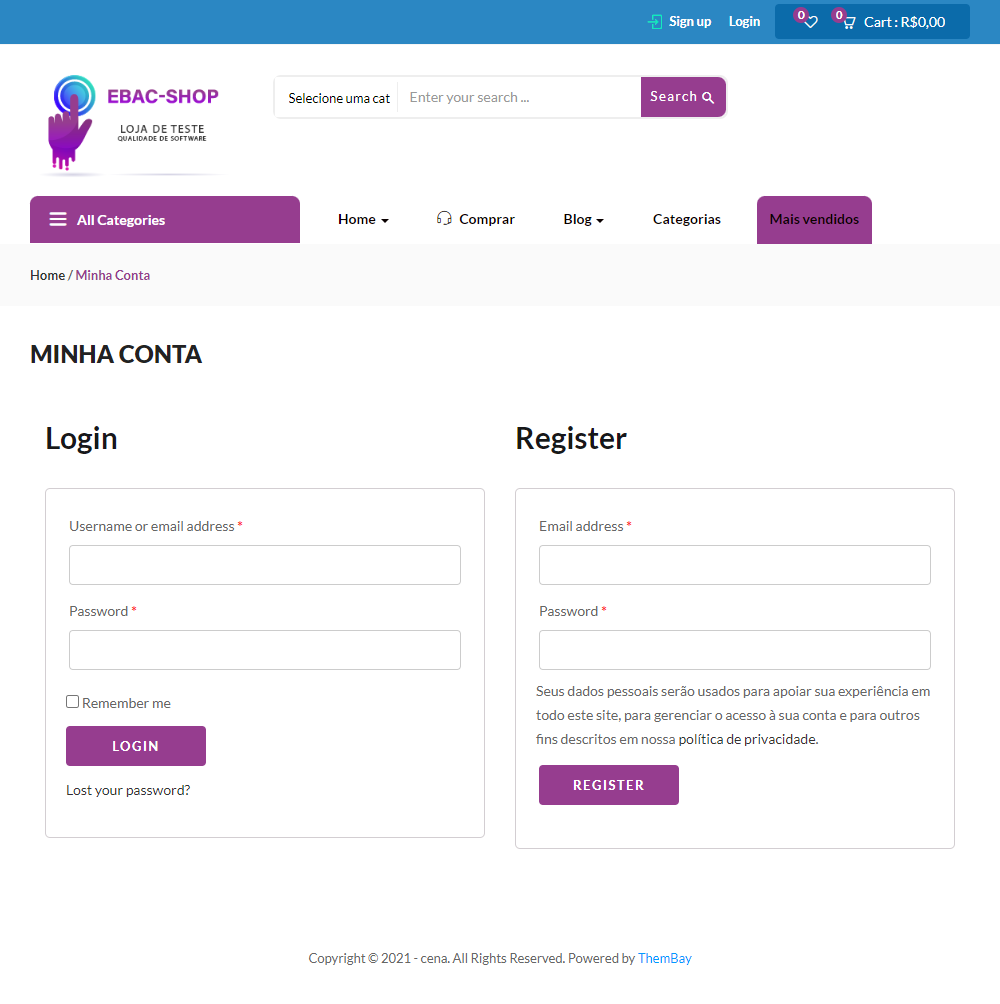 Sign up Login 0 0 Cart : R$0,00
EBAC-SHOP
LOJA DE TESTE
QUALIDADE DE SOFTWARE
Selecione uma cat Enter your search ... Search
All Categories Home Comprar Blog Categorias Mais vendidos
Home / Minha Conta
MINHA CONTA
Login
Username or email address *
Password *
Remember me
LOGIN
Lost your password?
Register
Email address *
Password *
Seus dados pessoais serão usados para apoiar sua experiência em
todo este site, para gerenciar o acesso à sua conta e para outros
fins descritos em nossa política de privacidade.
REGISTER
Copyright © 2021 - cena. All Rights Reserved. Powered by ThemBay